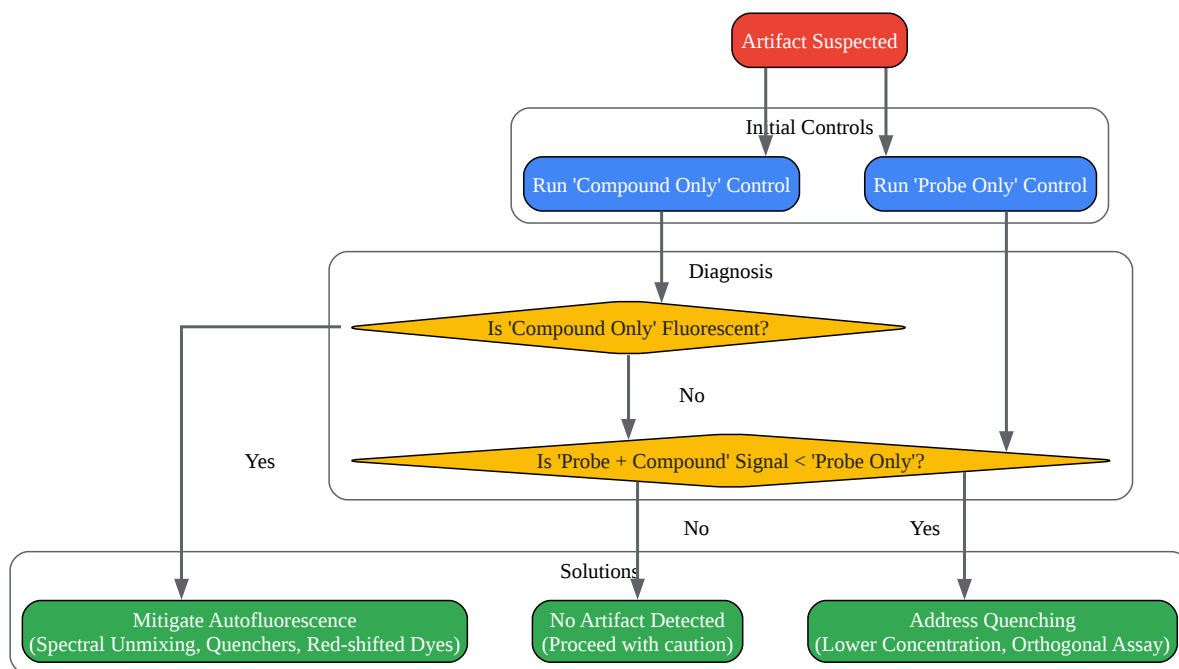 Artifact Suspected
Initial Controls
Run 'Compound Only' Control
Run 'Probe Only' Control
Diagnosis
Is 'Compound Only' Fluorescent?
No
Yes
Is 'Probe + Compound' Signal < 'Probe Only'?
No
Yes
Solutions
Mitigate Autofluorescence
(Spectral Unmixing, Quenchers, Red-shifted Dyes)
No Artifact Detected
(Proceed with caution)
Address Quenching
(Lower Concentration, Orthogonal Assay)